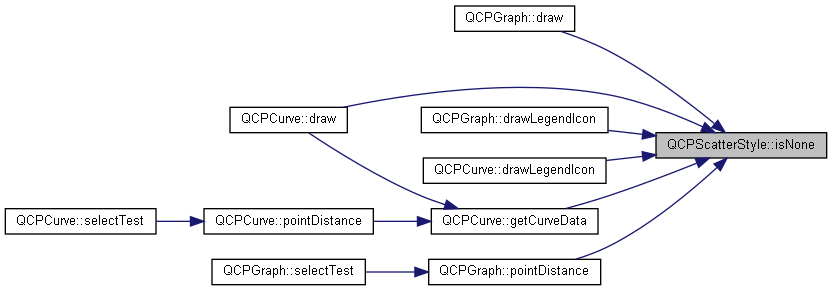 QCPGraph::draw
QCPCurve::draw
QCPGraph::drawLegendIcon
QCPScatterStyle::isNone
QCPCurve::drawLegendIcon
QCPCurve::selectTest
QCPCurve::pointDistance
QCPCurve::getCurveData
QCPGraph::selectTest
QCPGraph::pointDistance